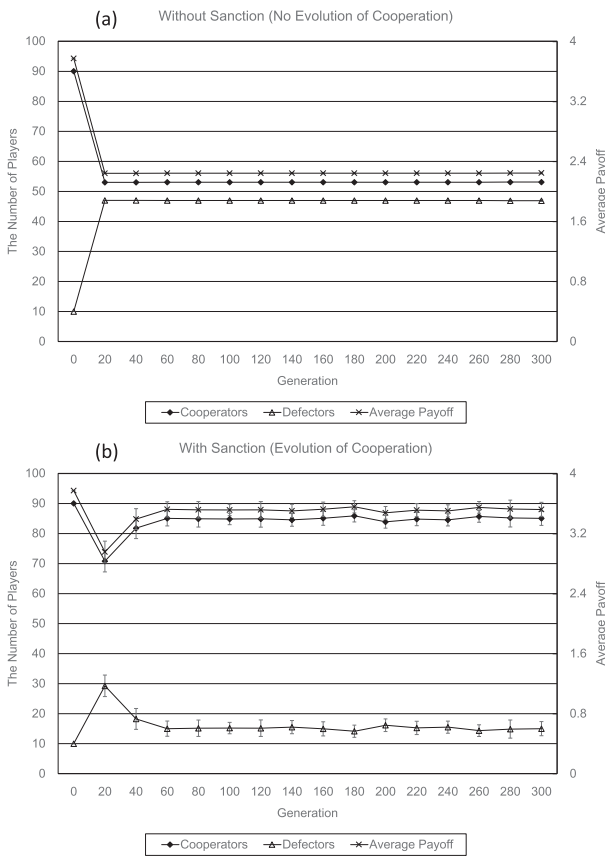 (a)
Without Sanction (No Evolution of Cooperation)
The Number of Players
100
90
80
70
60
50
40
30
20
10
0
4
3.2
2.4
1.6
0.8
0
Average Payoff
0 20 40 60 80 100 120 140 160 180 200 220 240 260 280 300
Generation
Cooperators Defectors Average Payoff
(b)
With Sanction (Evolution of Cooperation)
The Number of Players
100
90
80
70
60
50
40
30
20
10
0
4
3.2
2.4
1.6
0.8
0
Average Payoff
0 20 40 60 80 100 120 140 160 180 200 220 240 260 280 300
Generation
Cooperators Defectors Average Payoff